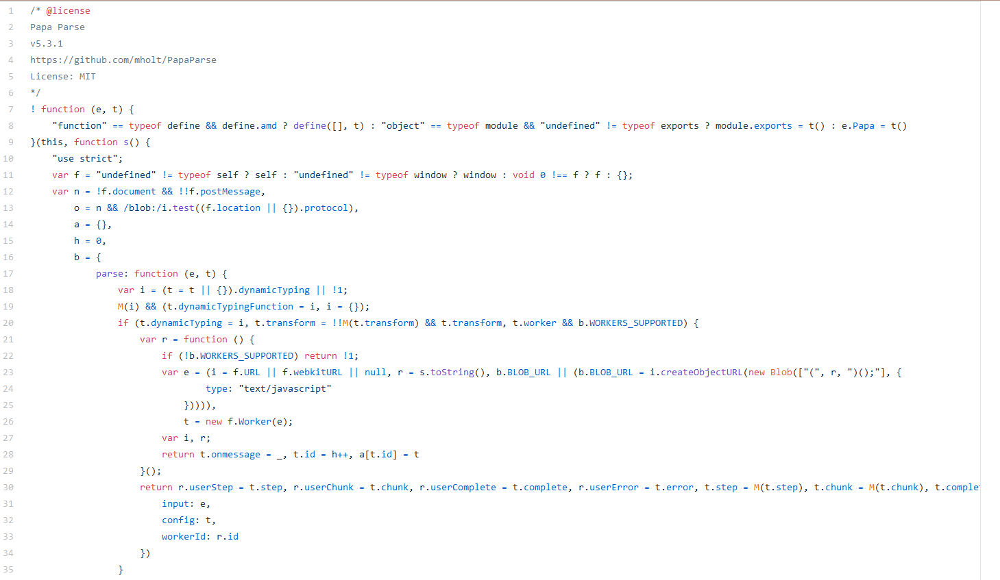 1 /* @license
2 Papa Parse
3 v5.3.1
4 https://github.com/mholt/PapaParse
5 License: MIT
6 */
7 ! function (e, t) {
8     "function" == typeof define && define.amd ? define([], t) : "object" == typeof module && "undefined" != typeof exports ? module.exports = t() : e.Papa = t()
9 }(this, function s() {
10     "use strict";
11     var f = "undefined" != typeof self ? self : "undefined" != typeof window ? window : void 0 !== f ? f : {};
12     var n = !f.document && !!f.postMessage,
13         o = n && /blob:/i.test((f.location || {}).protocol),
14         a = {},
15         h = 0,
16         b = {
17             parse: function (e, t) {
18                 var i = (t = t || {}).dynamicTyping || !1;
19                 M(i) && (t.dynamicTypingFunction = i, i = {});
20                 if (t.dynamicTyping = i, t.transform = !!M(t.transform) && t.transform, t.worker && b.WORKERS_SUPPORTED) {
21                     var r = function () {
22                         if (!b.WORKERS_SUPPORTED) return !1;
23                         var e = (i = f.URL || f.webkitURL || null, r = s.toString(), b.BLOB_URL || (b.BLOB_URL = i.createObjectURL(new Blob(["(", r, ")();"], {
24                                 type: "text/javascript"
25                             })))),
26                             t = new f.Worker(e);
27                         var i, r;
28                         return t.onmessage = _, t.id = h++, a[t.id] = t
29                     }();
30                     return r.userStep = t.step, r.userChunk = t.chunk, r.userComplete = t.complete, r.userError = t.error, t.step = M(t.step), t.chunk = M(t.chunk), t.comple
31                         input: e,
32                         config: t,
33                         workerId: r.id
34                     })
35                 }